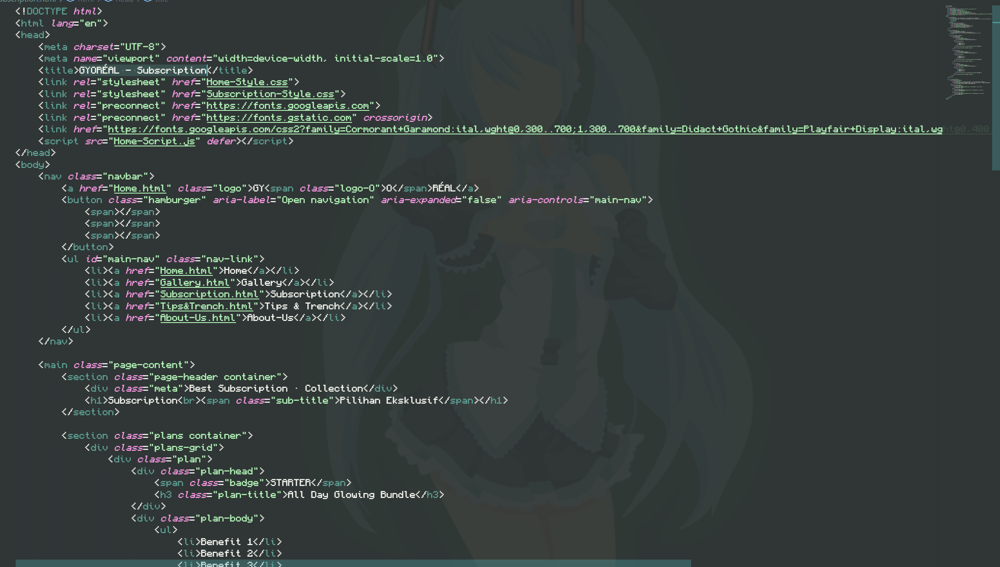 html > head > title
<!DOCTYPE html>
<html lang="en">
<head>
    <meta charset="UTF-8">
    <meta name="viewport" content="width=device-width, initial-scale=1.0">
    <title>GYORÉAL - Subscription</title>
    <link rel="stylesheet" href="Home-Style.css">
    <link rel="stylesheet" href="Subscription-Style.css">
    <link rel="preconnect" href="https://fonts.googleapis.com">
    <link rel="preconnect" href="https://fonts.gstatic.com" crossorigin>
    <link href="https://fonts.googleapis.com/css2?family=Cormorant+Garamond:ital,wght@0,300..700;1,300..700&family=Didact+Gothic&family=Playfair+Display:ital,wght@0,400.
    <script src="Home-Script.js" defer></script>
</head>
<body>
    <nav class="navbar">
        <a href="Home.html" class="logo">GY<span class="logo-O">O</span>RÉAL</a>
        <button class="hamburger" aria-label="Open navigation" aria-expanded="false" aria-controls="main-nav">
            <span></span>
            <span></span>
            <span></span>
        </button>
        <ul id="main-nav" class="nav-link">
            <li><a href="Home.html">Home</a></li>
            <li><a href="Gallery.html">Gallery</a></li>
            <li><a href="Subscription.html">Subscription</a></li>
            <li><a href="Tips&Trench.html">Tips & Trench</a></li>
            <li><a href="About-Us.html">About-Us</a></li>
        </ul>
    </nav>
    <main class="page-content">
        <section class="page-header container">
            <div class="meta">Best Subscription · Collection</div>
            <h1>Subscription<br><span class="sub-title">Pilihan Eksklusif</span></h1>
        </section>
        <section class="plans container">
            <div class="plans-grid">
                <div class="plan">
                    <div class="plan-head">
                        <span class="badge">STARTER</span>
                        <h3 class="plan-title">All Day Glowing Bundle</h3>
                    </div>
                    <div class="plan-body">
                        <ul>
                            <li>Benefit 1</li>
                            <li>Benefit 2</li>
                            <li>Benefit 3</li>